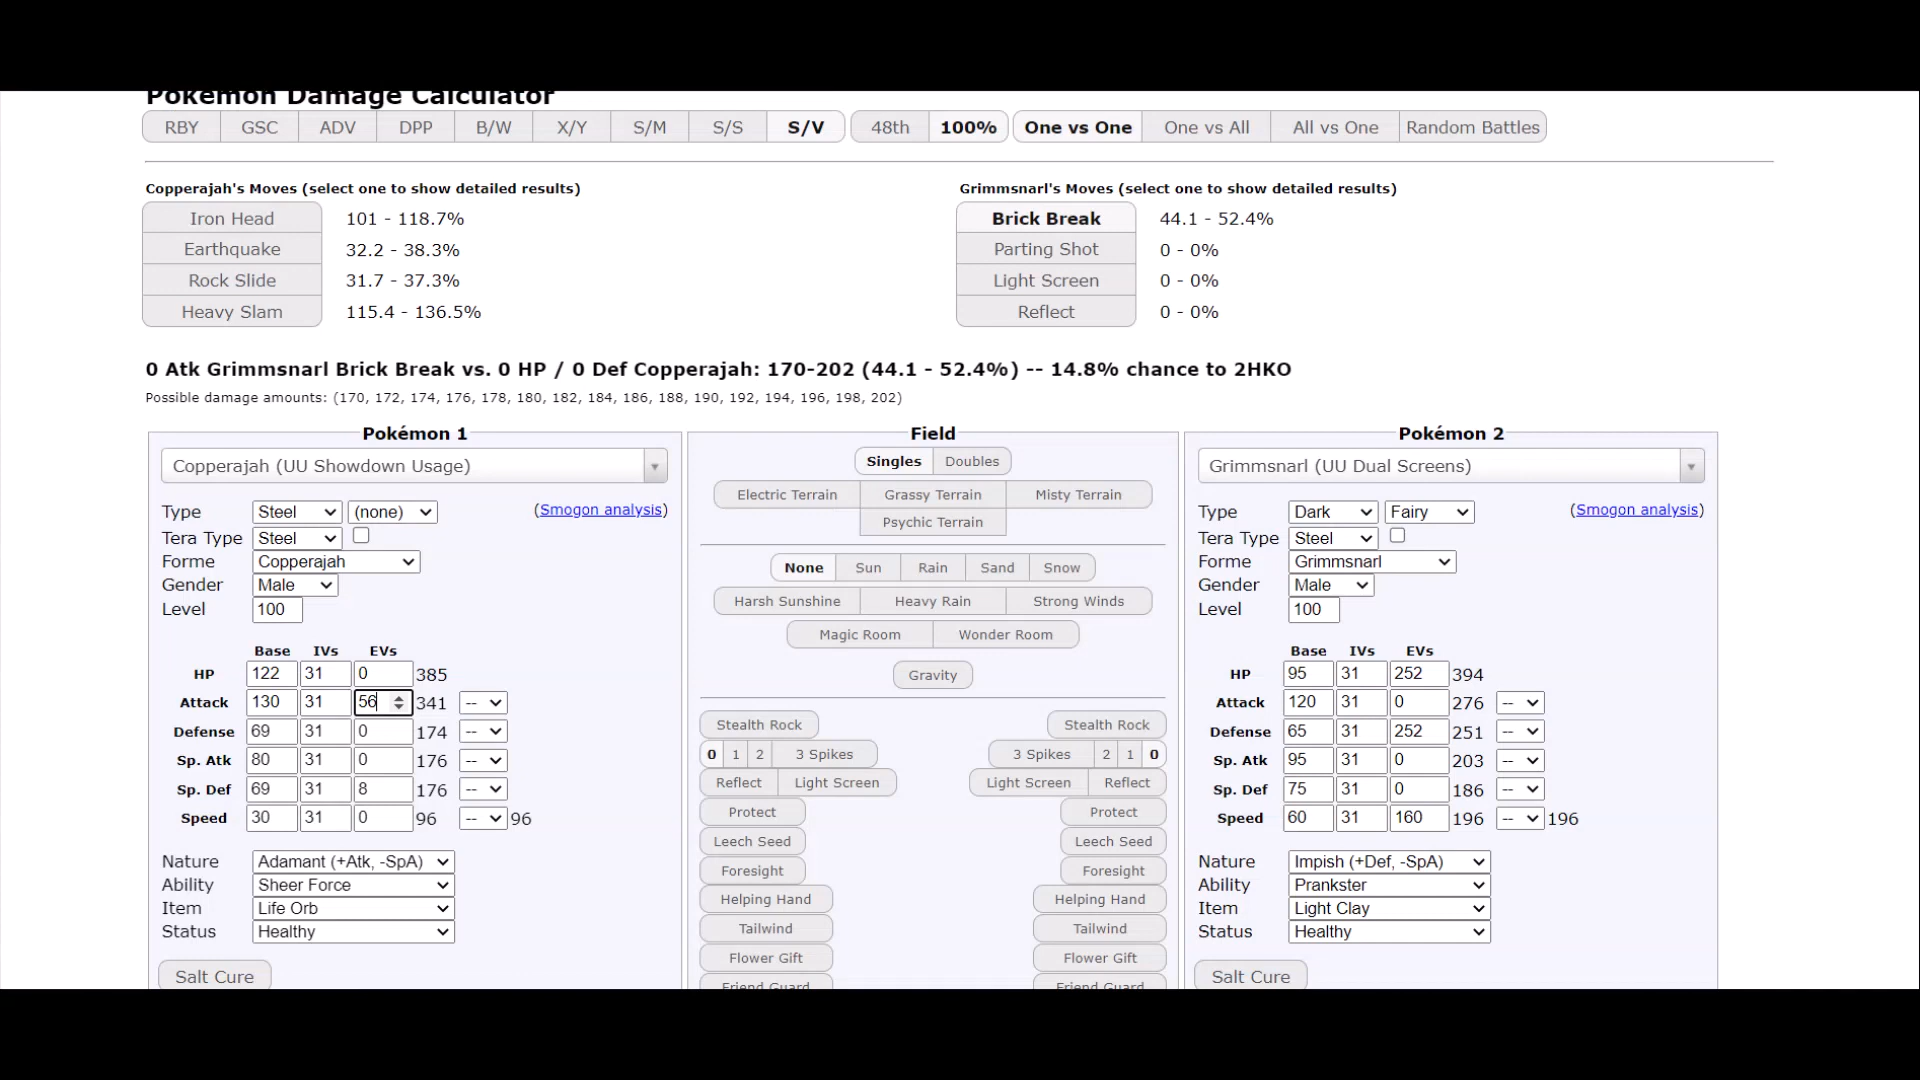 Pokémon Damage Calculator
RBY GSC ADV DPP B/W X/Y S/M S/S S/V 48th 100% One vs One One vs All All vs One Random Battles
Copperajah's Moves (select one to show detailed results)
Iron Head 101 - 118.7%
Earthquake 32.2 - 38.3%
Rock Slide 31.7 - 37.3%
Heavy Slam 115.4 - 136.5%
Grimmsnarl's Moves (select one to show detailed results)
Brick Break 44.1 - 52.4%
Parting Shot 0 - 0%
Light Screen 0 - 0%
Reflect 0 - 0%
0 Atk Grimmsnarl Brick Break vs. 0 HP / 0 Def Copperajah: 170-202 (44.1 - 52.4%) -- 14.8% chance to 2HKO
Possible damage amounts: (170, 172, 174, 176, 178, 180, 182, 184, 186, 188, 190, 192, 194, 196, 198, 202)
Pokémon 1
Copperajah (UU Showdown Usage)
Type Steel (none) (Smogon analysis)
Tera Type Steel
Forme Copperajah
Gender Male
Level 100
Base IVs EVs
HP 122 31 0 385
Attack 130 31 56 341 --
Defense 69 31 0 174 --
Sp. Atk 80 31 0 176 --
Sp. Def 69 31 8 176 --
Speed 30 31 0 96 -- 96
Nature Adamant (+Atk, -SpA)
Ability Sheer Force
Item Life Orb
Status Healthy
Salt Cure
Field
Singles Doubles
Electric Terrain Grassy Terrain Misty Terrain
Psychic Terrain
None Sun Rain Sand Snow
Harsh Sunshine Heavy Rain Strong Winds
Magic Room Wonder Room
Gravity
Stealth Rock Stealth Rock
0 1 2 3 Spikes 3 Spikes 2 1 0
Reflect Light Screen Light Screen Reflect
Protect Protect
Leech Seed Leech Seed
Foresight Foresight
Helping Hand Helping Hand
Tailwind Tailwind
Flower Gift Flower Gift
Friend Guard Friend Guard
Pokémon 2
Grimmsnarl (UU Dual Screens)
Type Dark Fairy (Smogon analysis)
Tera Type Steel
Forme Grimmsnarl
Gender Male
Level 100
Base IVs EVs
HP 95 31 252 394
Attack 120 31 0 276 --
Defense 65 31 252 251 --
Sp. Atk 95 31 0 203 --
Sp. Def 75 31 0 186 --
Speed 60 31 160 196 -- 196
Nature Impish (+Def, -SpA)
Ability Prankster
Item Light Clay
Status Healthy
Salt Cure